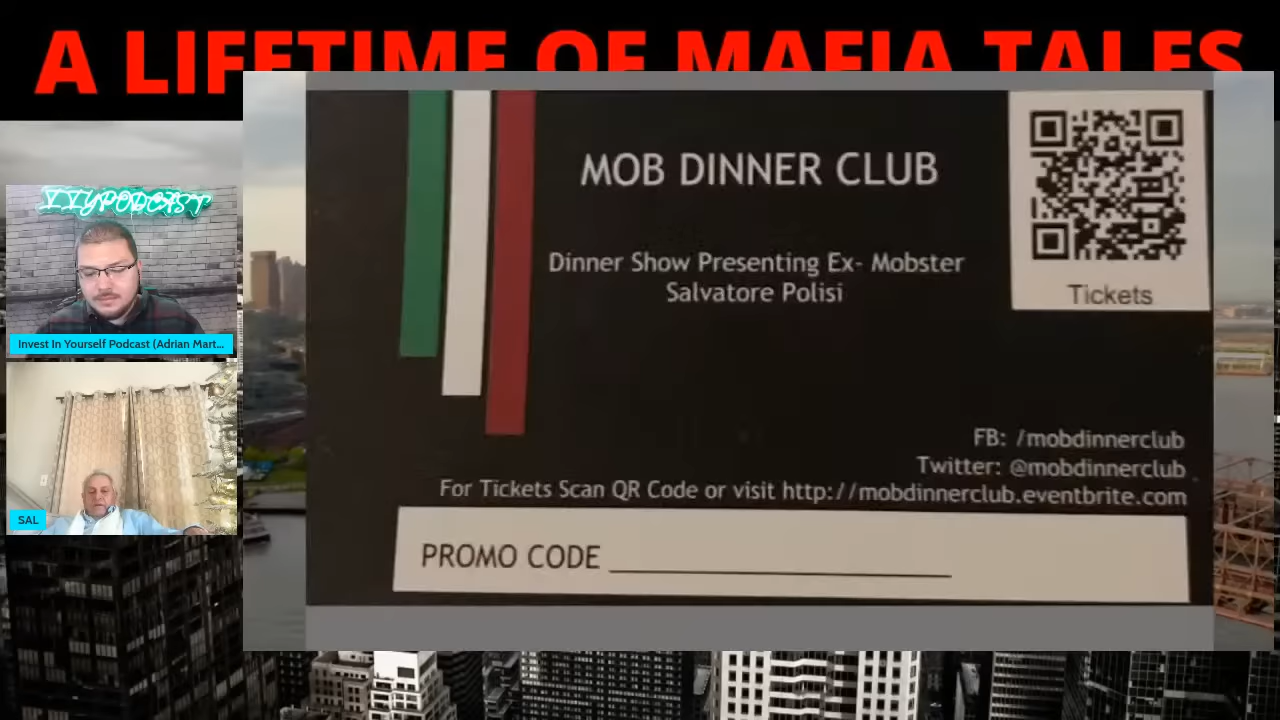 A LIFETIME OF MAFIA TALES
IIYPODCAST
Invest In Yourself Podcast (Adrian Mart...
SAL
MOB DINNER CLUB
Dinner Show Presenting Ex- Mobster
Salvatore Polisi
Tickets
FB: /mobdinnerclub
Twitter: @mobdinnerclub
For Tickets Scan QR Code or visit http://mobdinnerclub.eventbrite.com
PROMO CODE